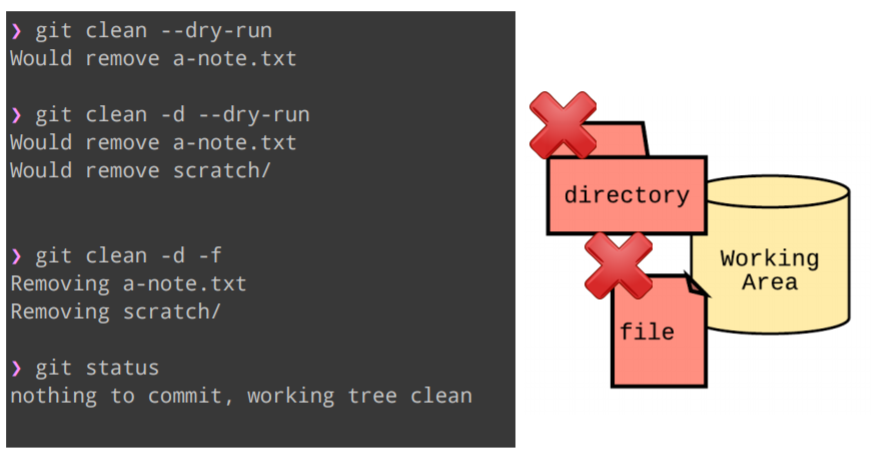 ❯ git clean --dry-run
Would remove a-note.txt
❯ git clean -d --dry-run
Would remove a-note.txt
Would remove scratch/
❯ git clean -d -f
Removing a-note.txt
Removing scratch/
❯ git status
nothing to commit, working tree clean
directory
Working
Area
file